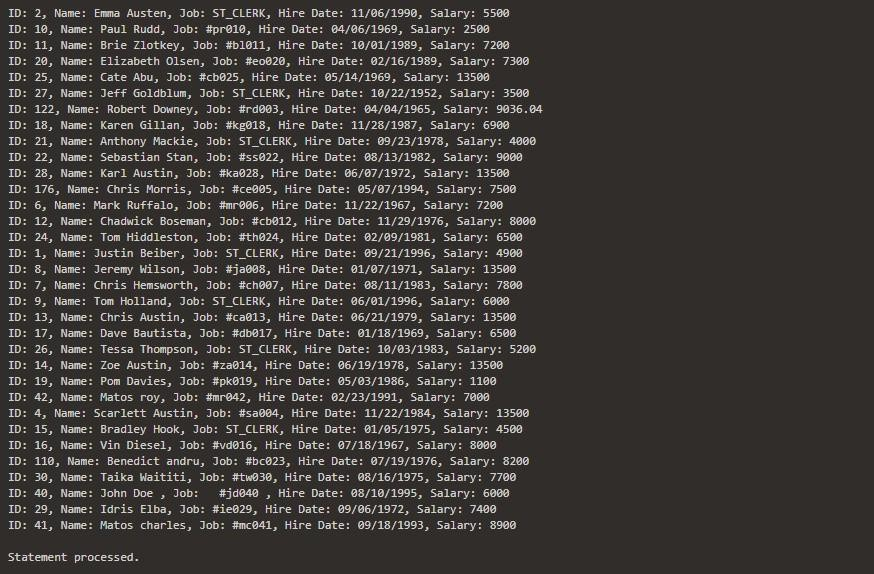 ID: 2, Name: Emma Austen, Job: ST_CLERK, Hire Date: 11/06/1990, Salary: 5500
ID: 10, Name: Paul Rudd, Job: #pr010, Hire Date: 04/06/1969, Salary: 2500
ID: 11, Name: Brie Zlotkey, Job: #bl011, Hire Date: 10/01/1989, Salary: 7200
ID: 20, Name: Elizabeth Olsen, Job: #eo020, Hire Date: 02/16/1989, Salary: 7300
ID: 25, Name: Cate Abu, Job: #cb025, Hire Date: 05/14/1969, Salary: 13500
ID: 27, Name: Jeff Goldblum, Job: ST_CLERK, Hire Date: 10/22/1952, Salary: 3500
ID: 122, Name: Robert Downey, Job: #rd003, Hire Date: 04/04/1965, Salary: 9036.04
ID: 18, Name: Karen Gillan, Job: #kg018, Hire Date: 11/28/1987, Salary: 6900
ID: 21, Name: Anthony Mackie, Job: ST_CLERK, Hire Date: 09/23/1978, Salary: 4000
ID: 22, Name: Sebastian Stan, Job: #ss022, Hire Date: 08/13/1982, Salary: 9000
ID: 28, Name: Karl Austin, Job: #ka028, Hire Date: 06/07/1972, Salary: 13500
ID: 176, Name: Chris Morris, Job: #ce005, Hire Date: 05/07/1994, Salary: 7500
ID: 6, Name: Mark Ruffalo, Job: #mr006, Hire Date: 11/22/1967, Salary: 7200
ID: 12, Name: Chadwick Boseman, Job: #cb012, Hire Date: 11/29/1976, Salary: 8000
ID: 24, Name: Tom Hiddleston, Job: #th024, Hire Date: 02/09/1981, Salary: 6500
ID: 1, Name: Justin Beiber, Job: ST_CLERK, Hire Date: 09/21/1996, Salary: 4900
ID: 8, Name: Jeremy Wilson, Job: #ja008, Hire Date: 01/07/1971, Salary: 13500
ID: 7, Name: Chris Hemsworth, Job: #ch007, Hire Date: 08/11/1983, Salary: 7800
ID: 9, Name: Tom Holland, Job: ST_CLERK, Hire Date: 06/01/1996, Salary: 6000
ID: 13, Name: Chris Austin, Job: #ca013, Hire Date: 06/21/1979, Salary: 13500
ID: 17, Name: Dave Bautista, Job: #db017, Hire Date: 01/18/1969, Salary: 6500
ID: 26, Name: Tessa Thompson, Job: ST_CLERK, Hire Date: 10/03/1983, Salary: 5200
ID: 14, Name: Zoe Austin, Job: #za014, Hire Date: 06/19/1978, Salary: 13500
ID: 19, Name: Pom Davies, Job: #pk019, Hire Date: 05/03/1986, Salary: 1100
ID: 42, Name: Matos roy, Job: #mr042, Hire Date: 02/23/1991, Salary: 7000
ID: 4, Name: Scarlett Austin, Job: #sa004, Hire Date: 11/22/1984, Salary: 13500
ID: 15, Name: Bradley Hook, Job: ST_CLERK, Hire Date: 01/05/1975, Salary: 4500
ID: 16, Name: Vin Diesel, Job: #vd016, Hire Date: 07/18/1967, Salary: 8000
ID: 110, Name: Benedict andru, Job: #bc023, Hire Date: 07/19/1976, Salary: 8200
ID: 30, Name: Taika Waititi, Job: #tw030, Hire Date: 08/16/1975, Salary: 7700
ID: 40, Name: John Doe , Job:   #jd040 , Hire Date: 08/10/1995, Salary: 6000
ID: 29, Name: Idris Elba, Job: #ie029, Hire Date: 09/06/1972, Salary: 7400
ID: 41, Name: Matos charles, Job: #mc041, Hire Date: 09/18/1993, Salary: 8900
Statement processed.